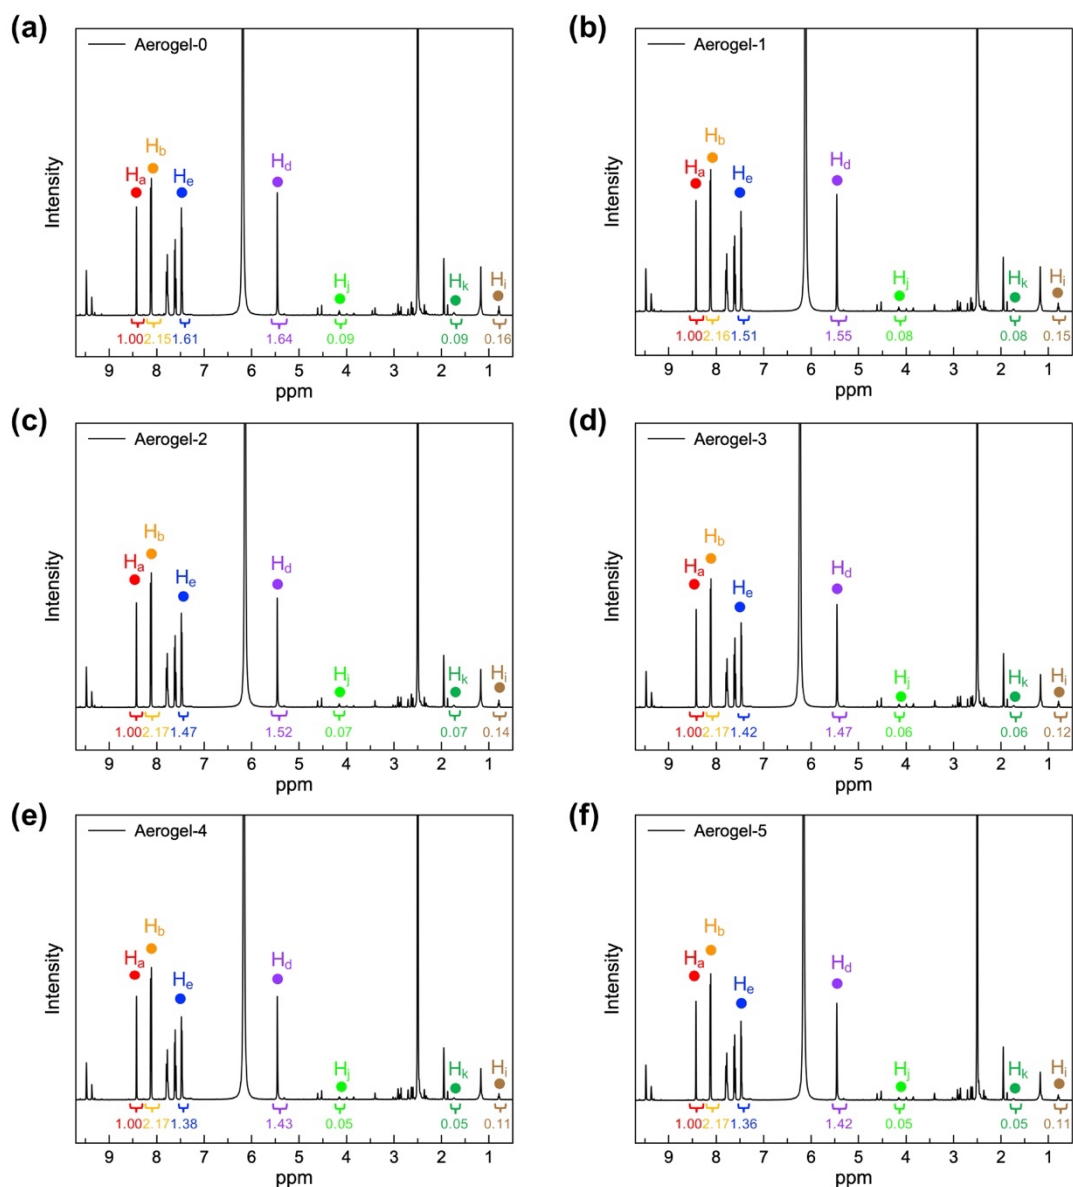 (a)
Aerogel-0
Intensity
Ha
Hb
He
Hd
Hj
Hk
Hi
1.00 2.15 1.61 1.64 0.09 0.09 0.16
9 8 7 6 5 4 3 2 1
ppm
(b)
Aerogel-1
Intensity
Ha
Hb
He
Hd
Hj
Hk
Hi
1.00 2.16 1.51 1.55 0.08 0.08 0.15
9 8 7 6 5 4 3 2 1
ppm
(c)
Aerogel-2
Intensity
Ha
Hb
He
Hd
Hj
Hk
Hi
1.00 2.17 1.47 1.52 0.07 0.07 0.14
9 8 7 6 5 4 3 2 1
ppm
(d)
Aerogel-3
Intensity
Ha
Hb
He
Hd
Hj
Hk
Hi
1.00 2.17 1.42 1.47 0.06 0.06 0.12
9 8 7 6 5 4 3 2 1
ppm
(e)
Aerogel-4
Intensity
Ha
Hb
He
Hd
Hj
Hk
Hi
1.00 2.17 1.38 1.43 0.05 0.05 0.11
9 8 7 6 5 4 3 2 1
ppm
(f)
Aerogel-5
Intensity
Ha
Hb
He
Hd
Hj
Hk
Hi
1.00 2.17 1.36 1.42 0.05 0.05 0.11
9 8 7 6 5 4 3 2 1
ppm